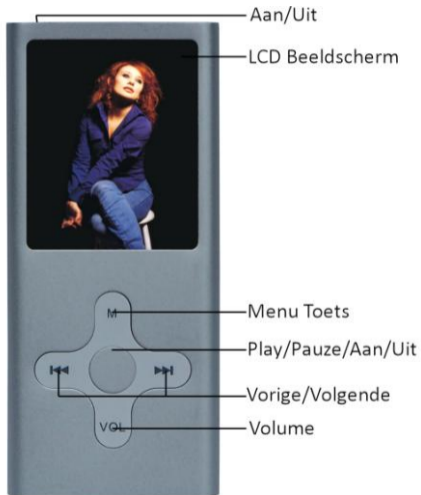 Aan/Uit
LCD Beeldscherm
M
Menu Toets
Play/Pauze/Aan/Uit
Vorige/Volgende
VOL
Volume